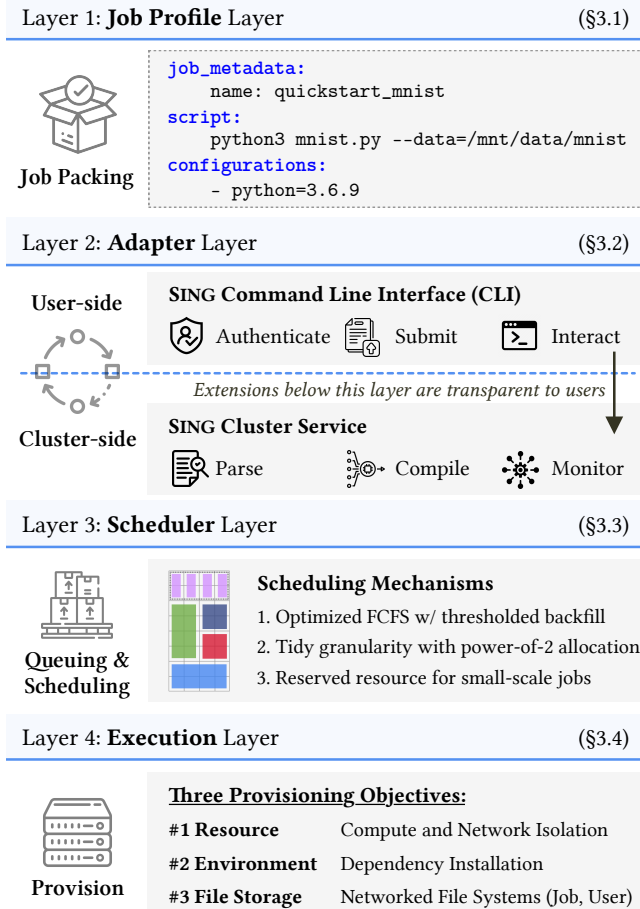 Layer 1: Job Profile Layer (§3.1)
Job Packing
job_metadata:
name: quickstart_mnist
script:
python3 mnist.py --data=/mnt/data/mnist
configurations:
- python=3.6.9
Layer 2: Adapter Layer (§3.2)
User-side
SING Command Line Interface (CLI)
Authenticate Submit Interact
Extensions below this layer are transparent to users
Cluster-side
SING Cluster Service
Parse Compile Monitor
Layer 3: Scheduler Layer (§3.3)
Queuing &
Scheduling
Scheduling Mechanisms
1. Optimized FCFS w/ thresholded backfill
2. Tidy granularity with power-of-2 allocation
3. Reserved resource for small-scale jobs
Layer 4: Execution Layer (§3.4)
Provision
Three Provisioning Objectives:
#1 Resource Compute and Network Isolation
#2 Environment Dependency Installation
#3 File Storage Networked File Systems (Job, User)